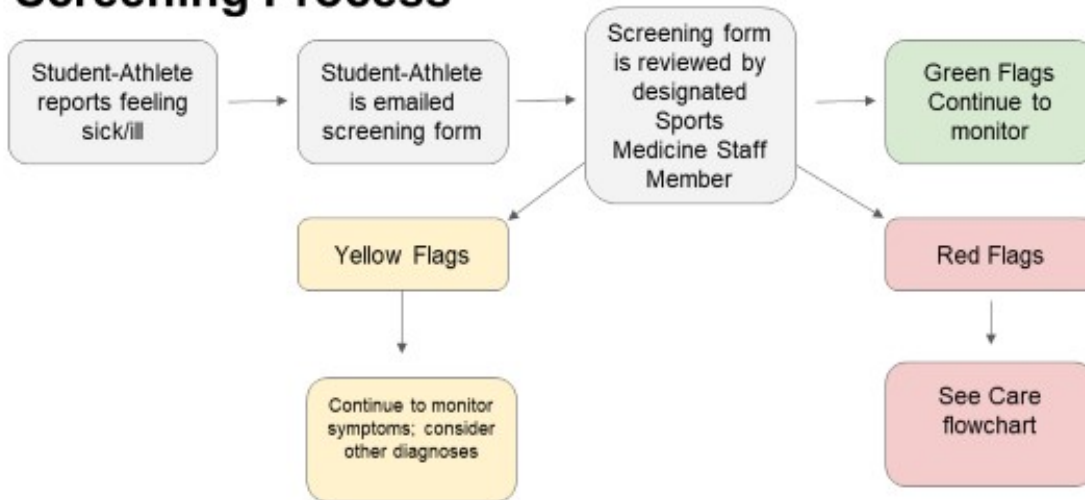 Screening Process
Student-Athlete
reports feeling
sick/ill
Student-Athlete
is emailed
screening form
Screening form
is reviewed by
designated
Sports
Medicine Staff
Member
Green Flags
Continue to
monitor
Yellow Flags
Red Flags
Continue to monitor
symptoms; consider
other diagnoses
See Care
flowchart